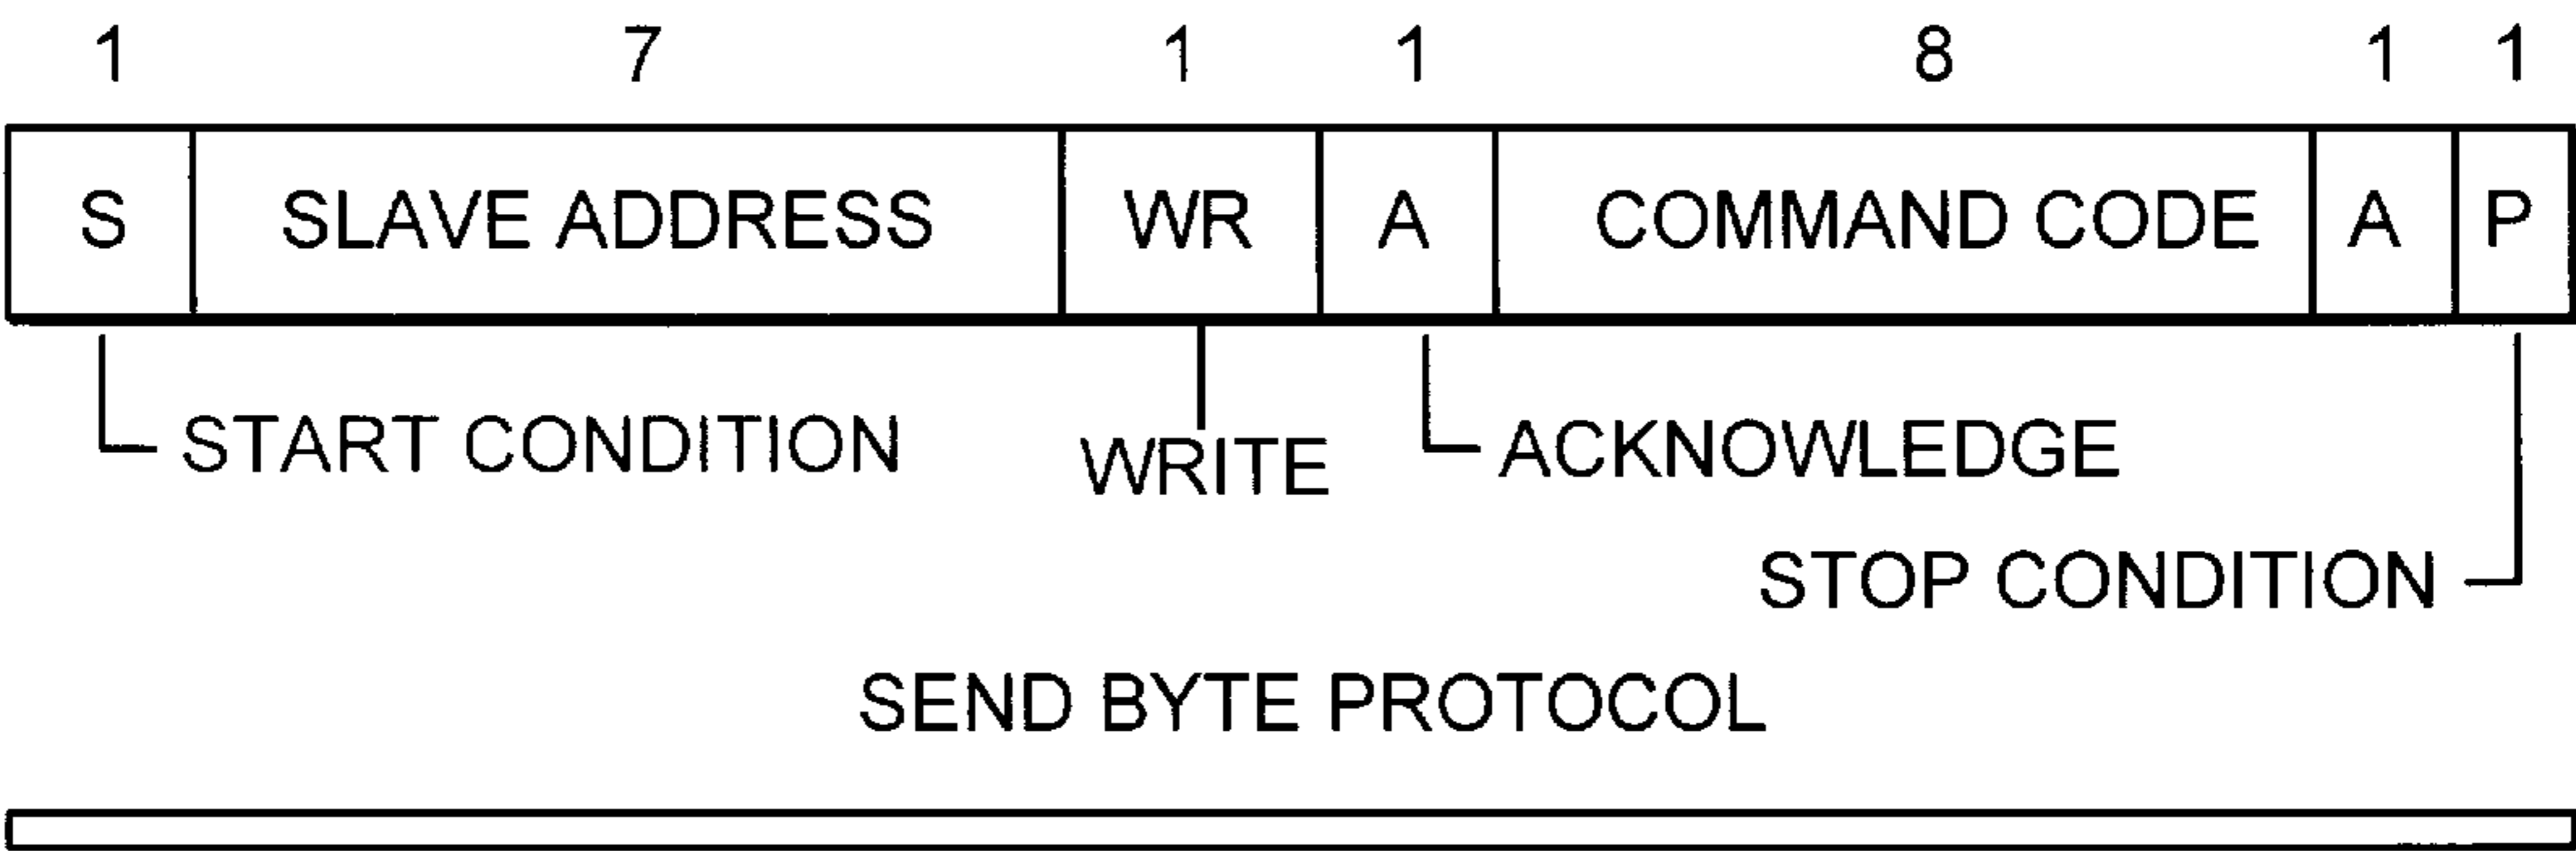 1 7 1 1 8 1 1
S SLAVE ADDRESS WR A COMMAND CODE A P
START CONDITION WRITE ACKNOWLEDGE
STOP CONDITION
SEND BYTE PROTOCOL